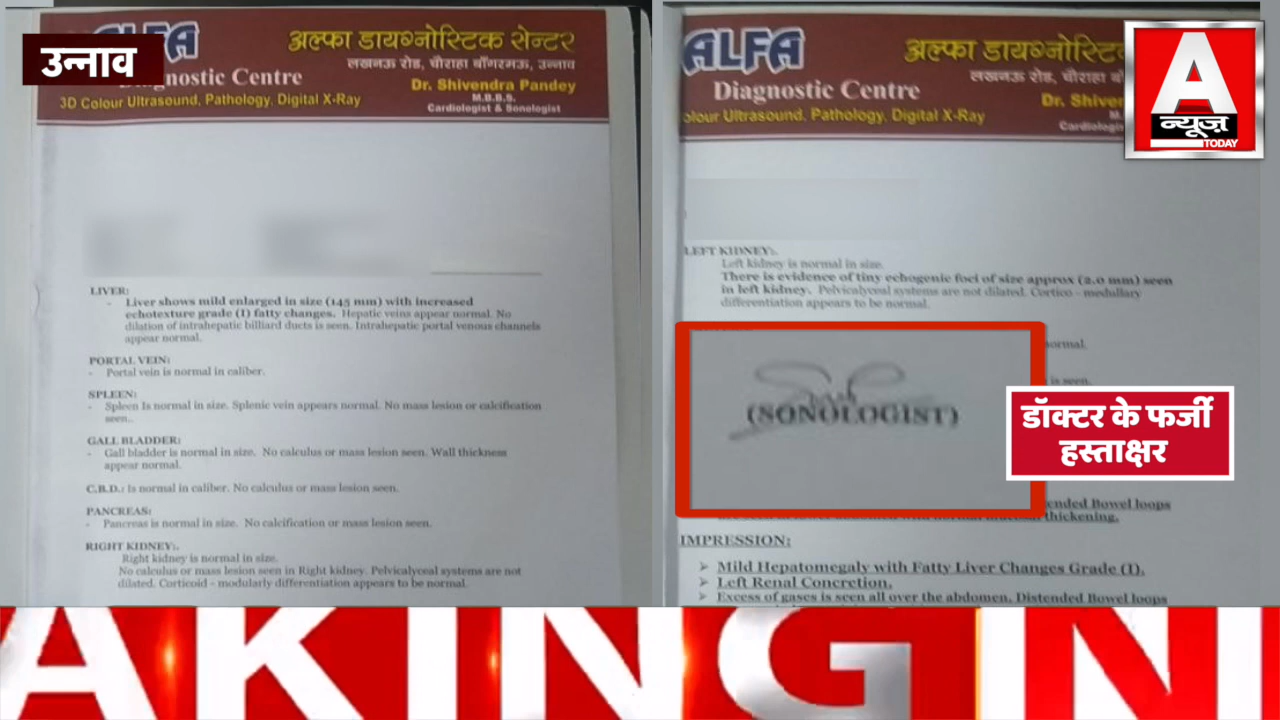 उन्नाव
ALFA
Diagnostic Centre
3D Colour Ultrasound, Pathology, Digital X-Ray
अल्फा डायग्नोस्टिक सेन्टर
लखनऊ रोड, चौराहा बाँगरमऊ, उन्नाव
Dr. Shivendra Pandey
M.B.B.S.
Cardiologist & Sonologist
LIVER:
- Liver shows mild enlarged in size (145 mm) with increased
echotexture grade (I) fatty changes. Hepatic veins appear normal. No
dilation of intrahepatic billiard ducts is seen. Intrahepatic portal venous channels
appear normal.
PORTAL VEIN:
- Portal vein is normal in caliber.
SPLEEN:
- Spleen Is normal in size. Splenic vein appears normal. No mass lesion or calcification
seen..
GALL BLADDER:
- Gall bladder is normal in size. No calculus or mass lesion seen. Wall thickness
appear normal.
C.B.D.: Is normal in caliber. No calculus or mass lesion seen.
PANCREAS:
- Pancreas is normal in size. No calcification or mass lesion seen.
RIGHT KIDNEY:.
Right kidney is normal in size.
No calculus or mass lesion seen in Right kidney. Pelvicalyceal systems are not
dilated. Corticoid – modularly differentiation appears to be normal.
ALFA
Diagnostic Centre
Colour Ultrasound, Pathology, Digital X-Ray
अल्फा डायग्नोस्टि
लखनऊ रोड, चौराहा
Dr. Shiven
Cardiologi
A
न्यूज़
TODAY
LEFT KIDNEY:.
Left kidney is normal in size.
There is evidence of tiny echogenic foci of size approx (2.0 mm) seen
in left kidney. Pelvicalyceal systems are not dilated. Cortico – medullary
differentiation appears to be normal.
normal.
is seen.
(SONOLOGIST)
डॉक्टर के फर्जी
हस्ताक्षर
Bowel loops
thickening.
IMPRESSION:
➢ Mild Hepatomegaly with Fatty Liver Changes Grade (I).
➢ Left Renal Concretion.
➢ Excess of gases is seen all over the abdomen. Distended Bowel loops
AKING NE